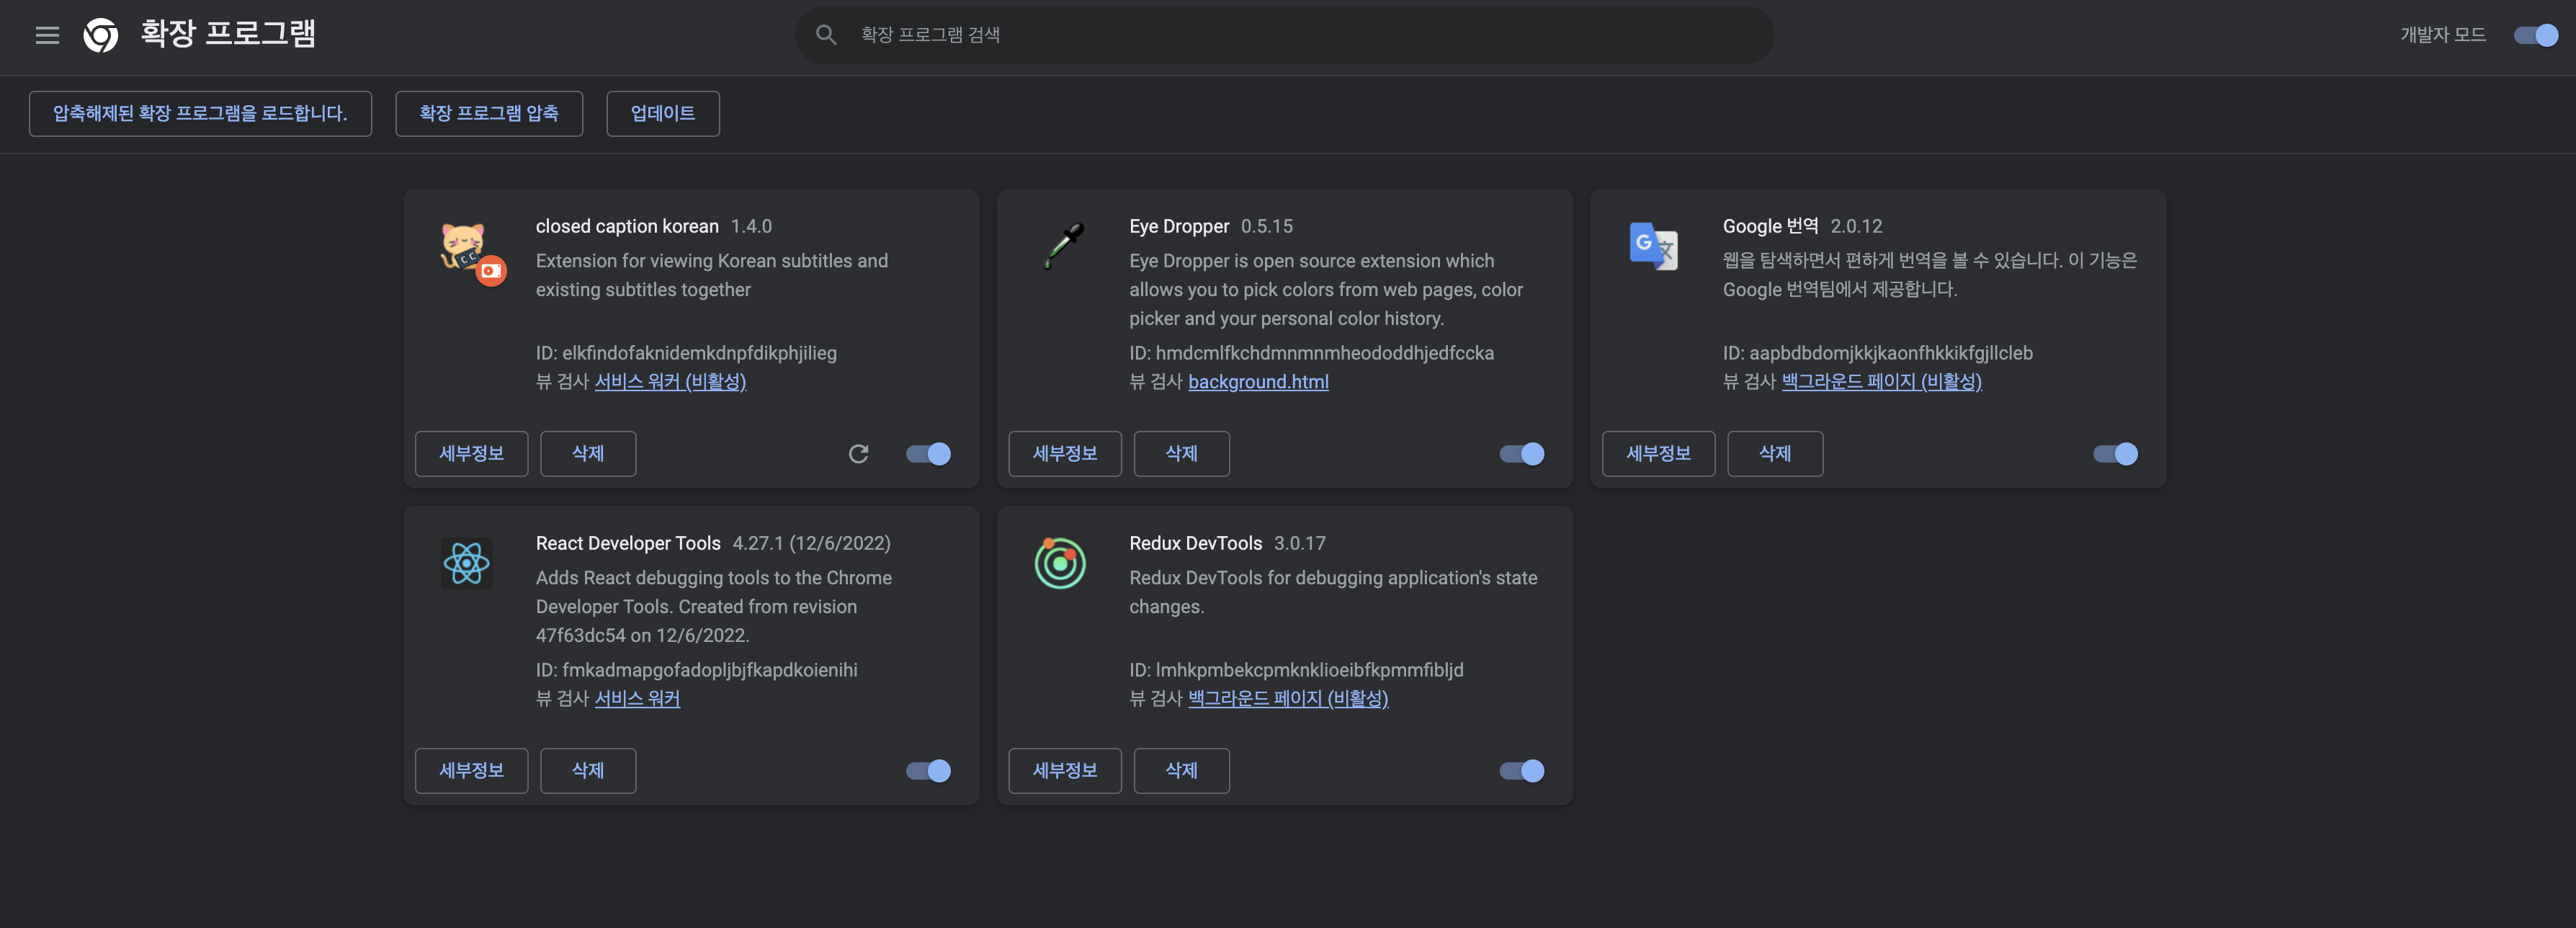 확장 프로그램
확장 프로그램 검색
개발자 모드
압축해제된 확장 프로그램을 로드합니다.
확장 프로그램 압축
업데이트
closed caption korean 1.4.0
Extension for viewing Korean subtitles and
existing subtitles together
ID: elkfindofaknidemkdnpfdikphjilieg
뷰 검사 서비스 워커 (비활성)
세부정보
삭제
Eye Dropper 0.5.15
Eye Dropper is open source extension which
allows you to pick colors from web pages, color
picker and your personal color history.
ID: hmdcmlfkchdmnmnmheododdhjedfccka
뷰 검사 background.html
세부정보
삭제
Google 번역 2.0.12
웹을 탐색하면서 편하게 번역을 볼 수 있습니다. 이 기능은
Google 번역팀에서 제공합니다.
ID: aapbdbdomjkkjkaonfhkkikfgjllcleb
뷰 검사 백그라운드 페이지 (비활성)
세부정보
삭제
React Developer Tools 4.27.1 (12/6/2022)
Adds React debugging tools to the Chrome
Developer Tools. Created from revision
47f63dc54 on 12/6/2022.
ID: fmkadmapgofadopljbjfkapdkoienihi
뷰 검사 서비스 워커
세부정보
삭제
Redux DevTools 3.0.17
Redux DevTools for debugging application's state
changes.
ID: lmhkpmbekcpmknklioeibfkpmmfibljd
뷰 검사 백그라운드 페이지 (비활성)
세부정보
삭제